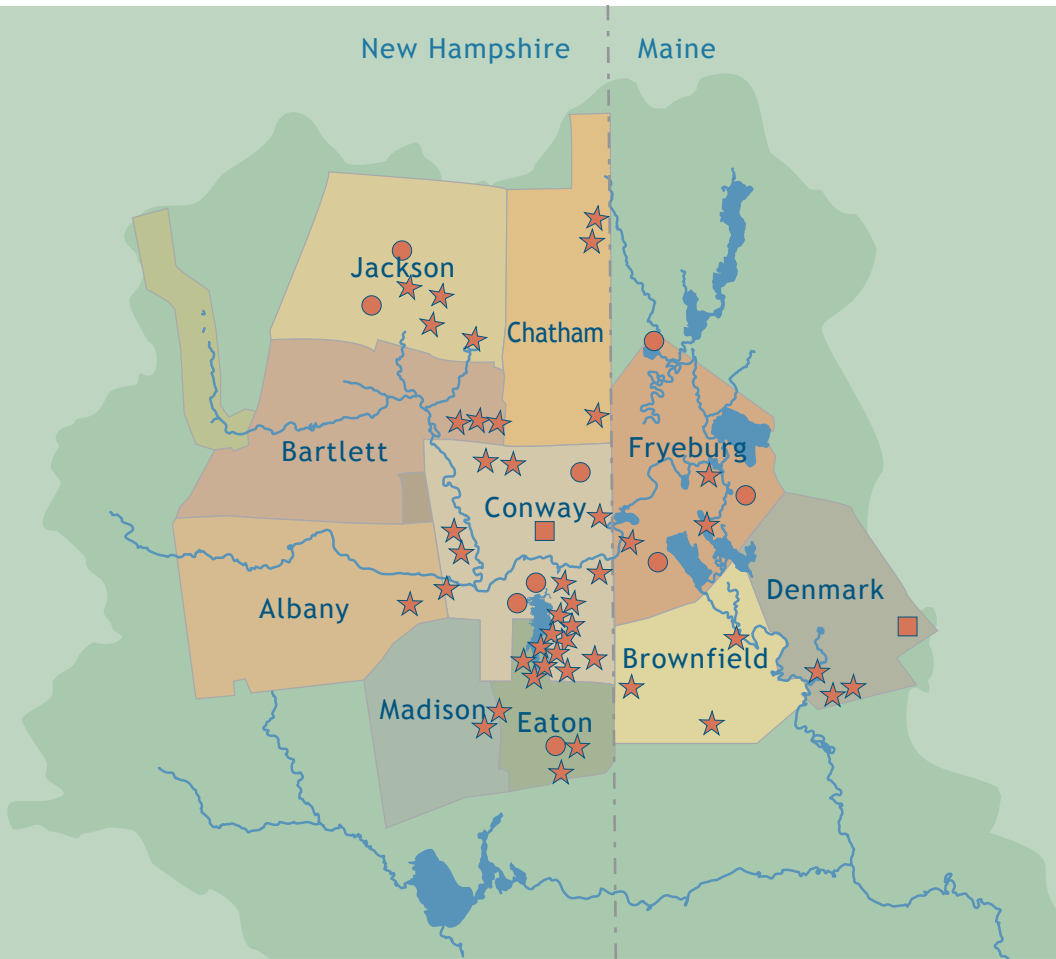 New Hampshire
Maine
Jackson
Chatham
Bartlett
Fryeburg
Conway
Denmark
Albany
Brownfield
Madison
Eaton